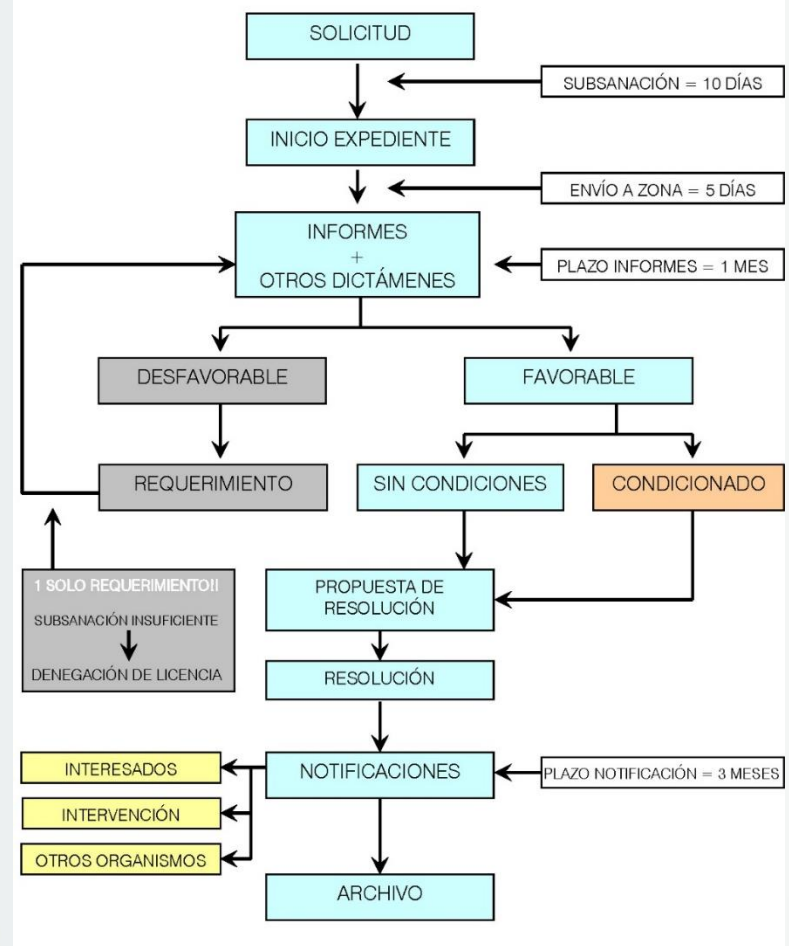 SOLICITUD
SUBSANACIÓN = 10 DÍAS
INICIO EXPEDIENTE
ENVÍO A ZONA = 5 DÍAS
INFORMES
+
OTROS DICTÁMENES
PLAZO INFORMES = 1 MES
DESFAVORABLE
FAVORABLE
REQUERIMIENTO
SIN CONDICIONES
CONDICIONADO
1 SOLO REQUERIMIENTO!!
SUBSANACIÓN INSUFICIENTE
DENEGACIÓN DE LICENCIA
PROPUESTA DE
RESOLUCIÓN
RESOLUCIÓN
INTERESADOS
NOTIFICACIONES
PLAZO NOTIFICACIÓN = 3 MESES
INTERVENCIÓN
OTROS ORGANISMOS
ARCHIVO